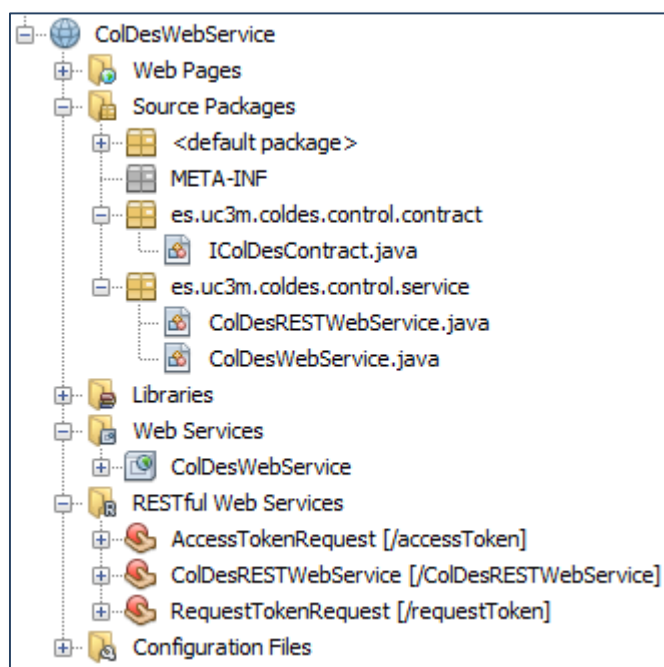 ColDesWebService
Web Pages
Source Packages
<default package>
META-INF
es.uc3m.coldes.control.contract
IColDesContract.java
es.uc3m.coldes.control.service
ColDesRESTWebService.java
ColDesWebService.java
Libraries
Web Services
ColDesWebService
RESTful Web Services
AccessTokenRequest [/accessToken]
ColDesRESTWebService [/ColDesRESTWebService]
RequestTokenRequest [/requestToken]
Configuration Files